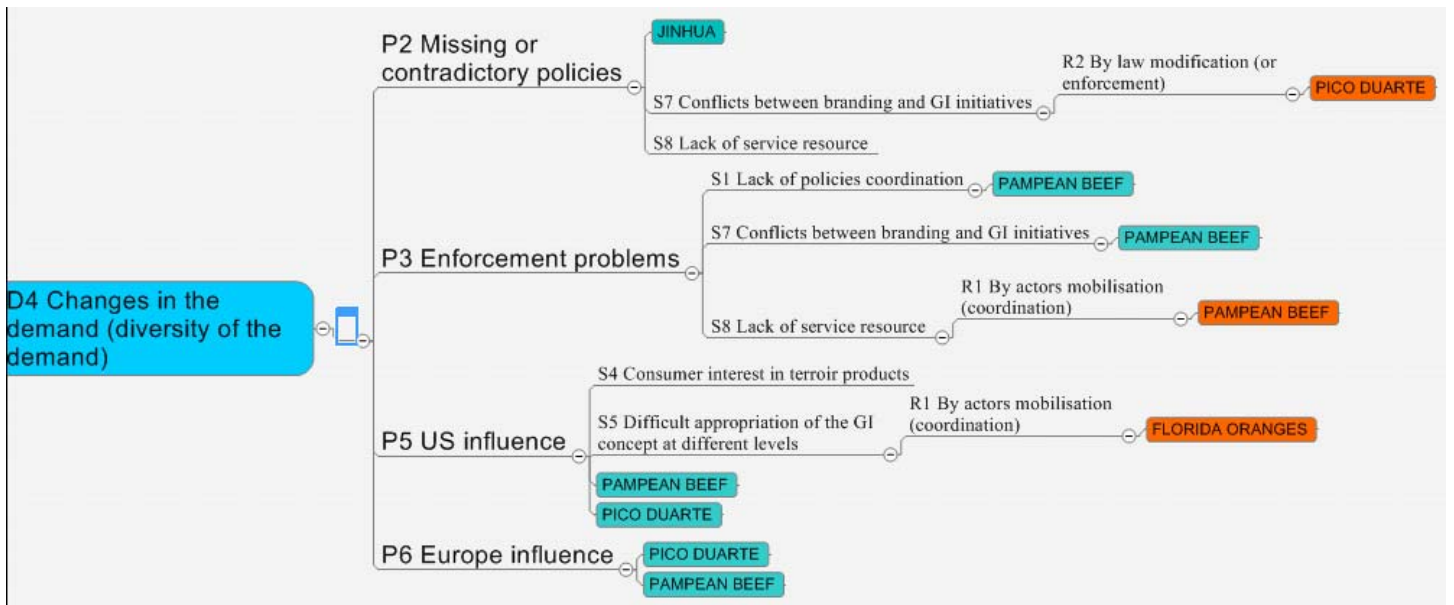 D4 Changes in the
demand (diversity of the
demand)
P2 Missing or
contradictory policies
JINHUA
S7 Conflicts between branding and GI initiatives
R2 By law modification (or
enforcement)
PICO DUARTE
S8 Lack of service resource
P3 Enforcement problems
S1 Lack of policies coordination
PAMPEAN BEEF
S7 Conflicts between branding and GI initiatives
PAMPEAN BEEF
S8 Lack of service resource
R1 By actors mobilisation
(coordination)
PAMPEAN BEEF
P5 US influence
S4 Consumer interest in terroir products
S5 Difficult appropriation of the GI
concept at different levels
R1 By actors mobilisation
(coordination)
FLORIDA ORANGES
PAMPEAN BEEF
PICO DUARTE
P6 Europe influence
PICO DUARTE
PAMPEAN BEEF